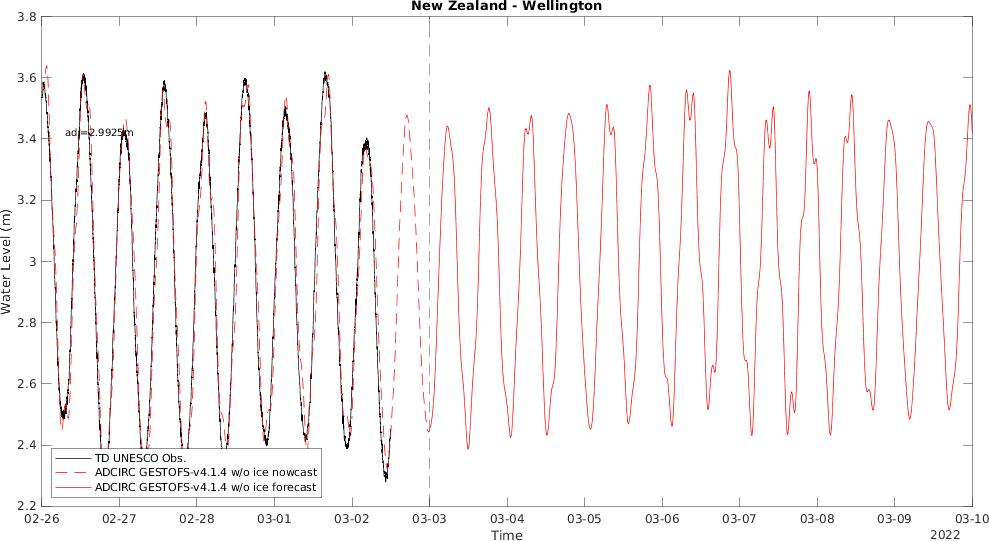 New Zealand - Wellington
3.8
3.6
3.4
3.2
3
2.8
2.6
2.4
2.2
Water Level (m)
adj=2.9925m
TD UNESCO Obs.
ADCIRC GESTOFS-v4.1.4 w/o ice nowcast
ADCIRC GESTOFS-v4.1.4 w/o ice forecast
02-26 02-27 02-28 03-01 03-02 03-03 03-04 03-05 03-06 03-07 03-08 03-09 03-10
Time
2022